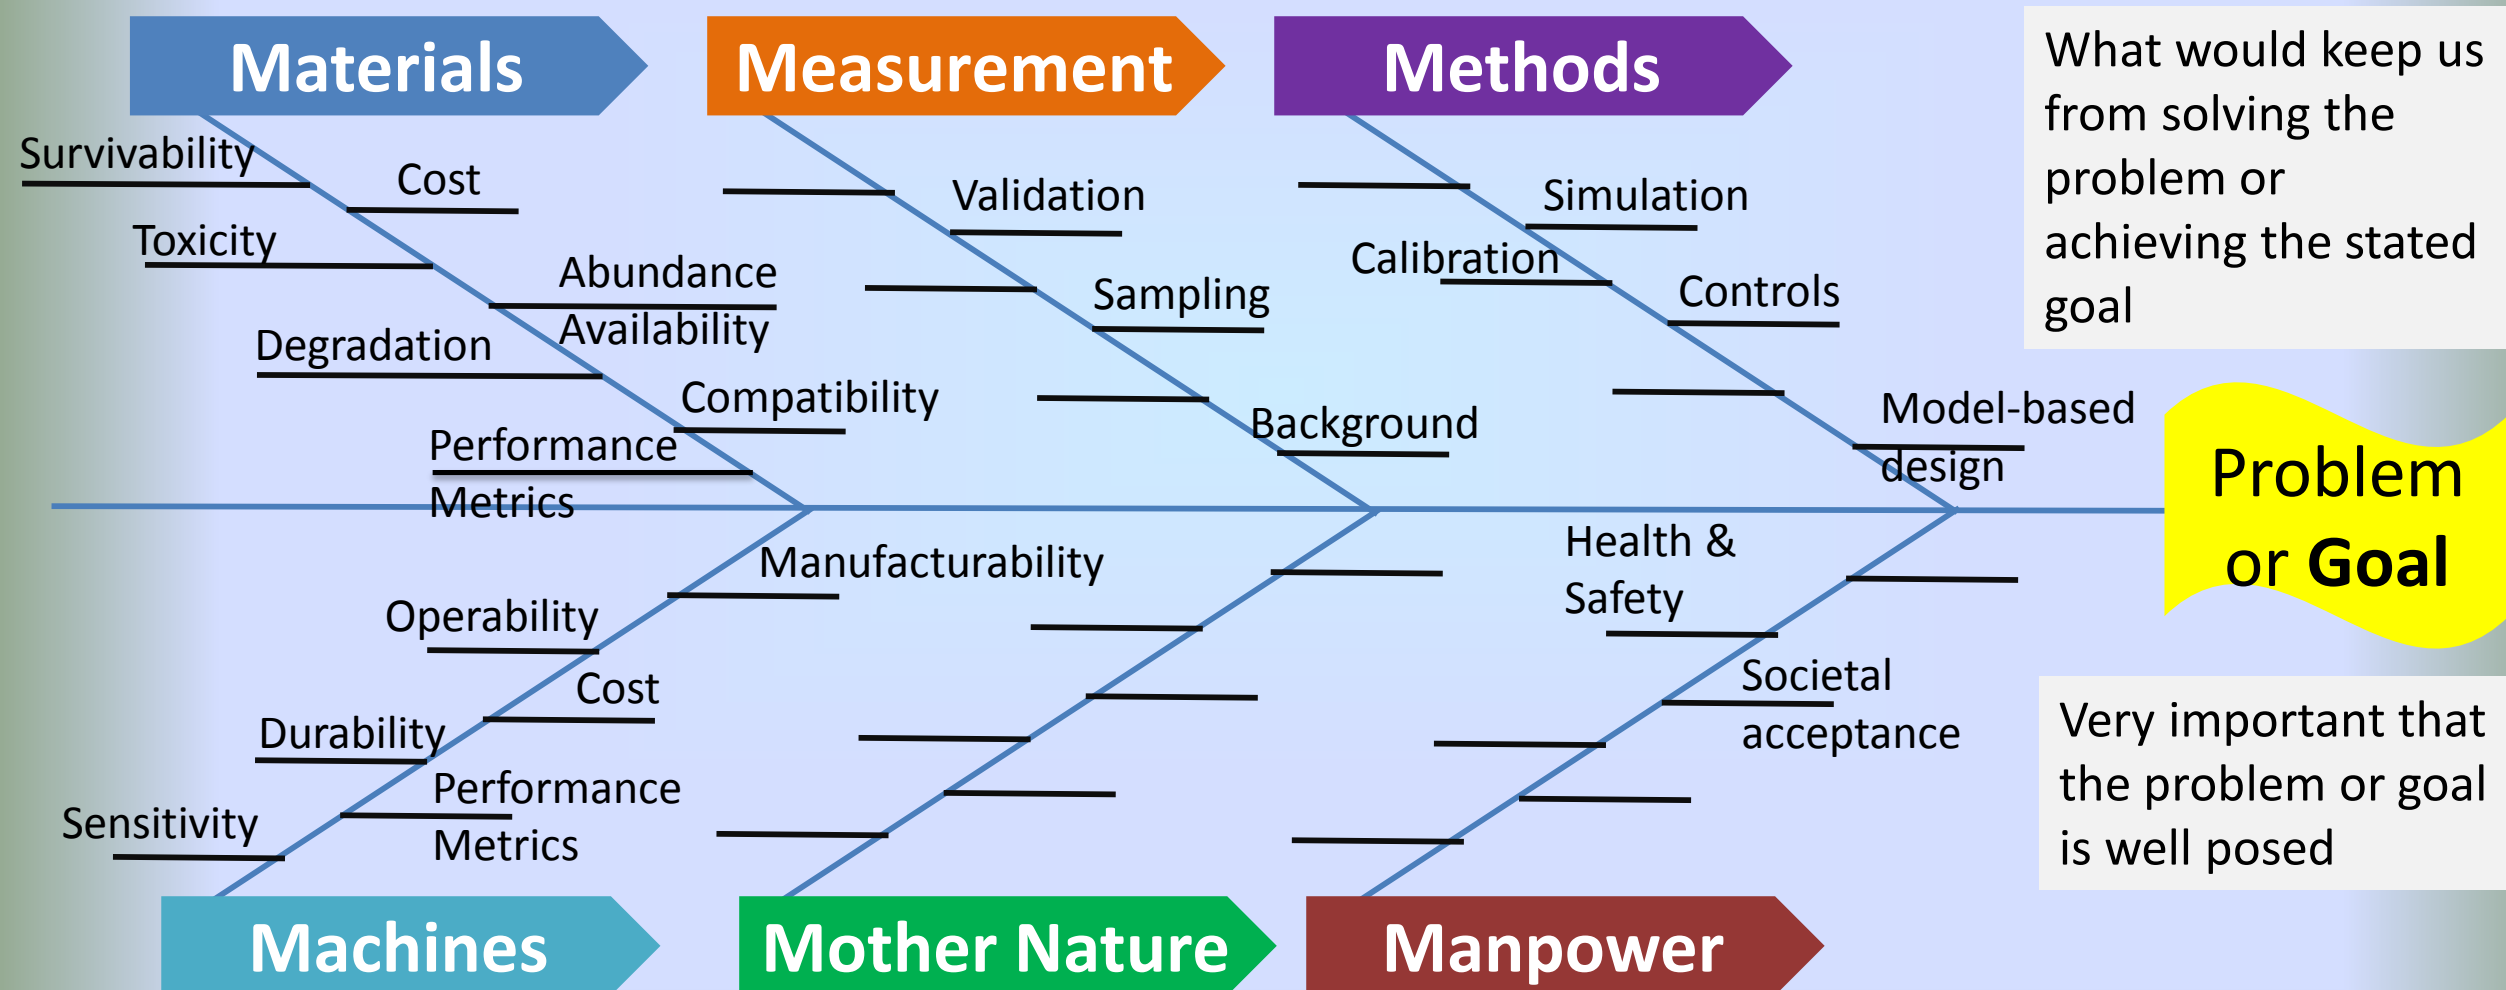 Materials
Measurement
Methods
What would keep us
from solving the
problem or
achieving the stated
goal
Survivability
Cost
Toxicity
Abundance
Availability
Degradation
Compatibility
Performance
Metrics
Validation
Sampling
Background
Simulation
Calibration
Controls
Model-based
design
Problem
or Goal
Manufacturability
Operability
Cost
Durability
Performance
Metrics
Sensitivity
Health &
Safety
Societal
acceptance
Very important that
the problem or goal
is well posed
Machines
Mother Nature
Manpower